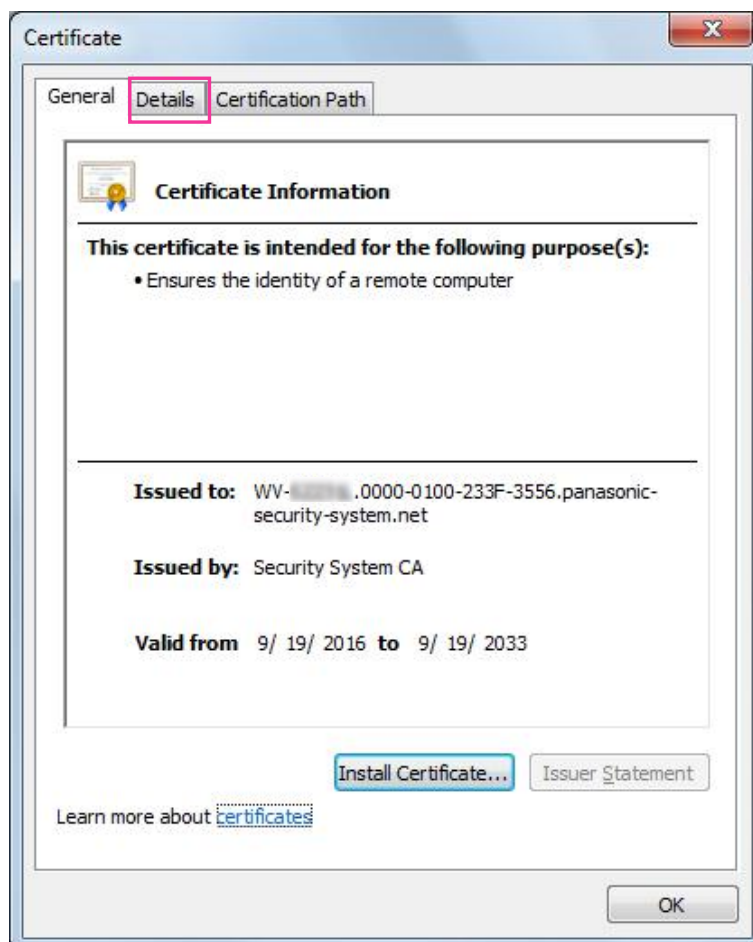 Certificate
General Details Certification Path
Certificate Information
This certificate is intended for the following purpose(s):
• Ensures the identity of a remote computer
Issued to: WV- .0000-0100-233F-3556.panasonic-
security-system.net
Issued by: Security System CA
Valid from 9/ 19/ 2016 to 9/ 19/ 2033
Install Certificate... Issuer Statement
Learn more about certificates
OK